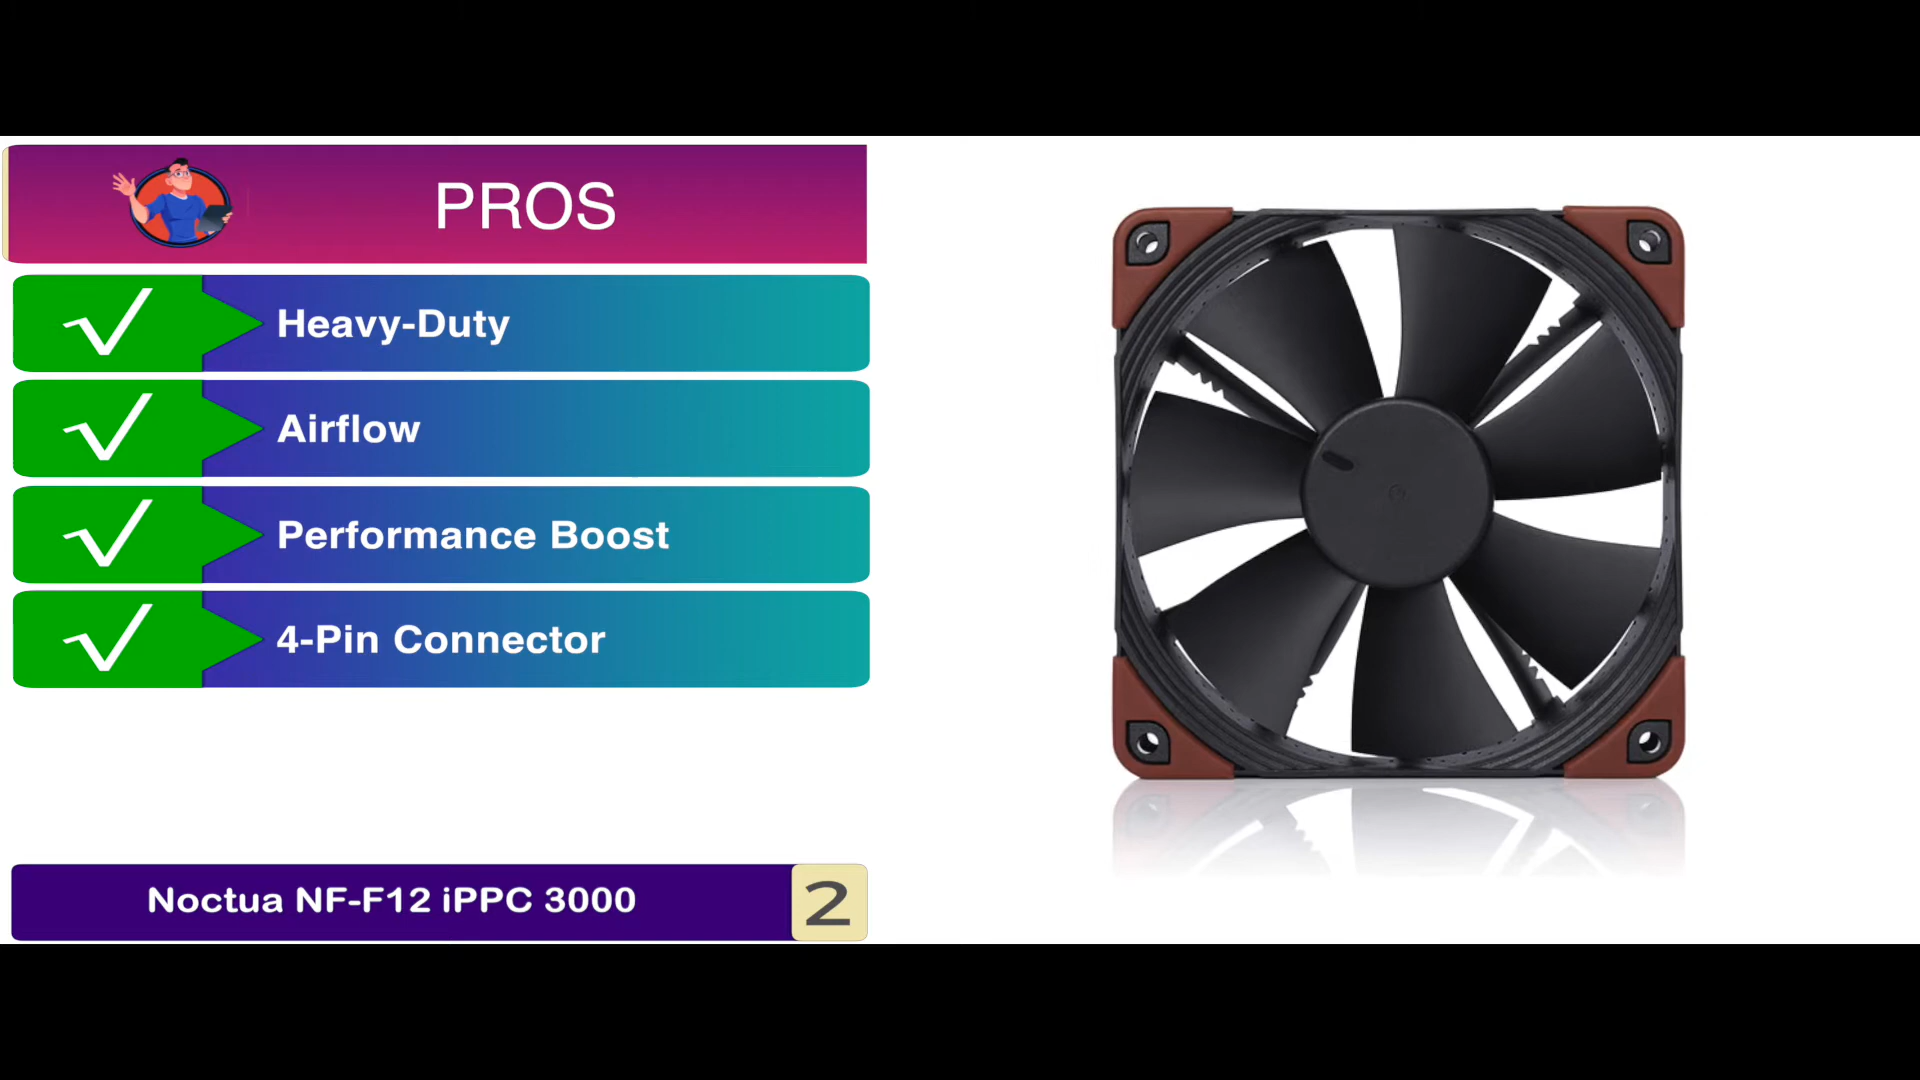 PROS
Heavy-Duty
Airflow
Performance Boost
4-Pin Connector
Noctua NF-F12 iPPC 3000
2